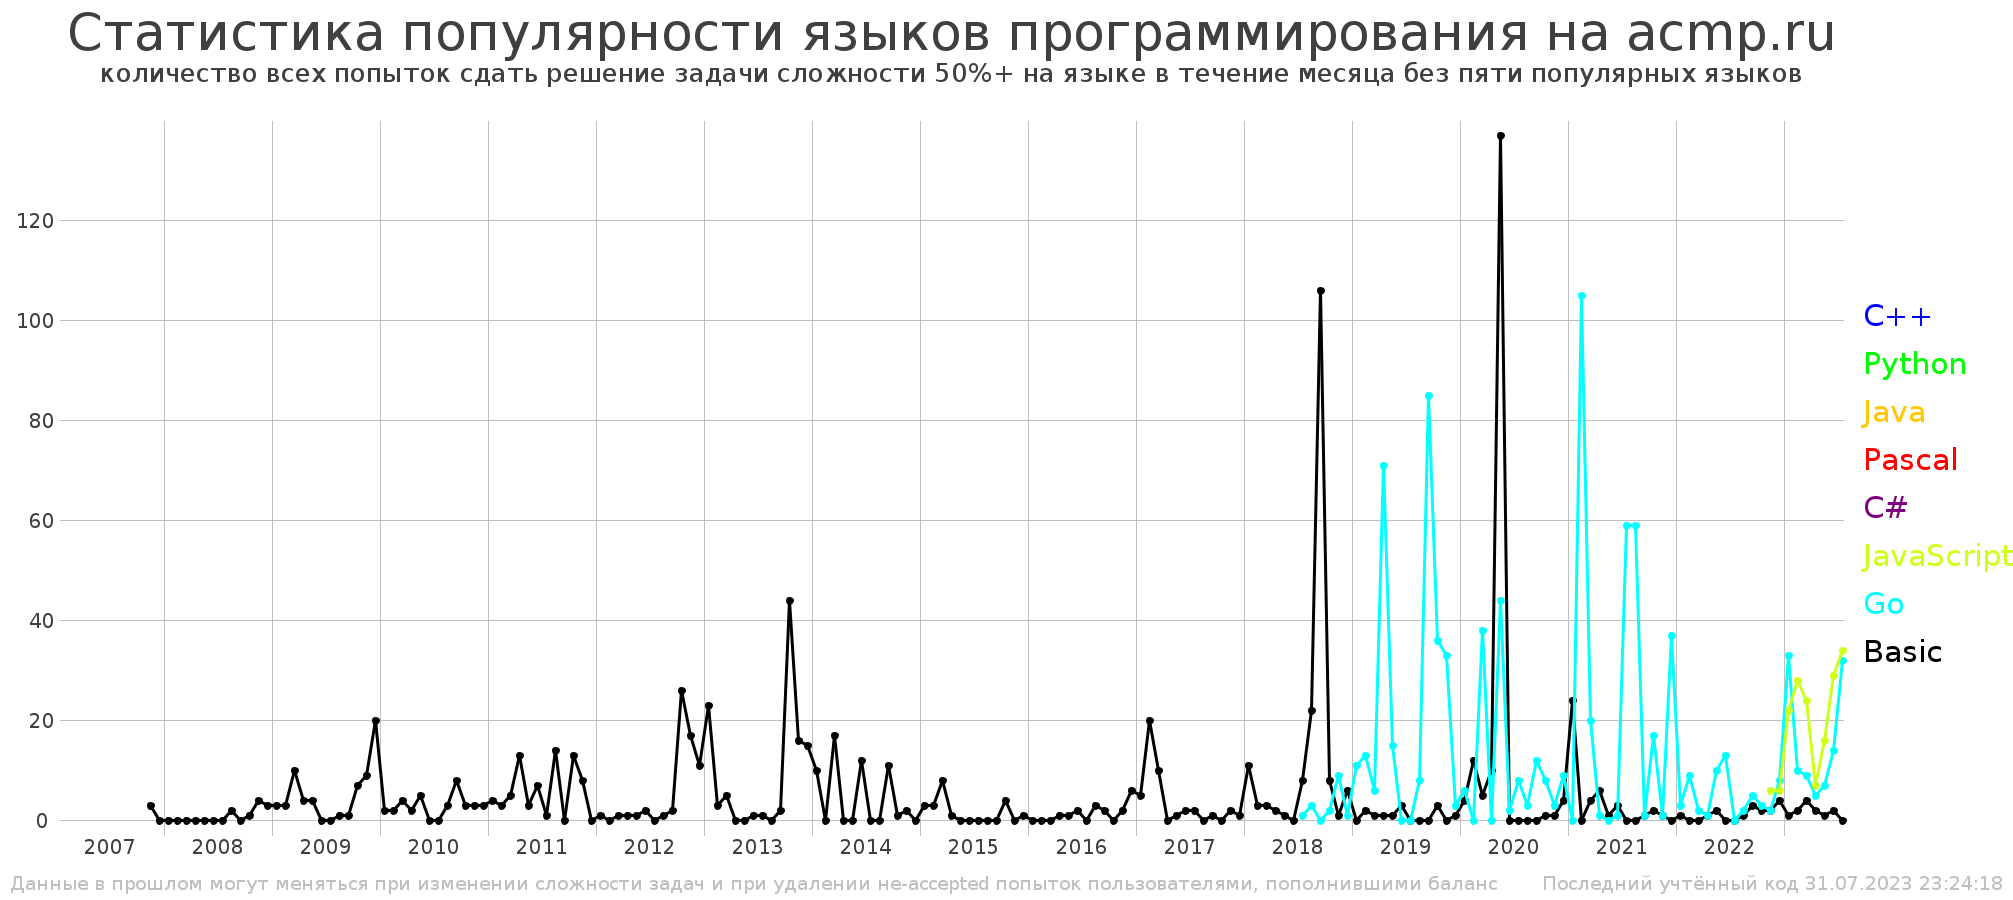 Статистика популярности языков программирования на acmp.ru
количество всех попыток сдать решение задачи сложности 50%+ на языке в течение месяца без пяти популярных языков
120
100
80
60
40
20
0
C++
Python
Java
Pascal
C#
JavaScript
Go
Basic
2007 2008 2009 2010 2011 2012 2013 2014 2015 2016 2017 2018 2019 2020 2021 2022
Данные в прошлом могут меняться при изменении сложности задач и при удалении не-accepted попыток пользователями, пополнившими баланс Последний учтённый код 31.07.2023 23:24:18